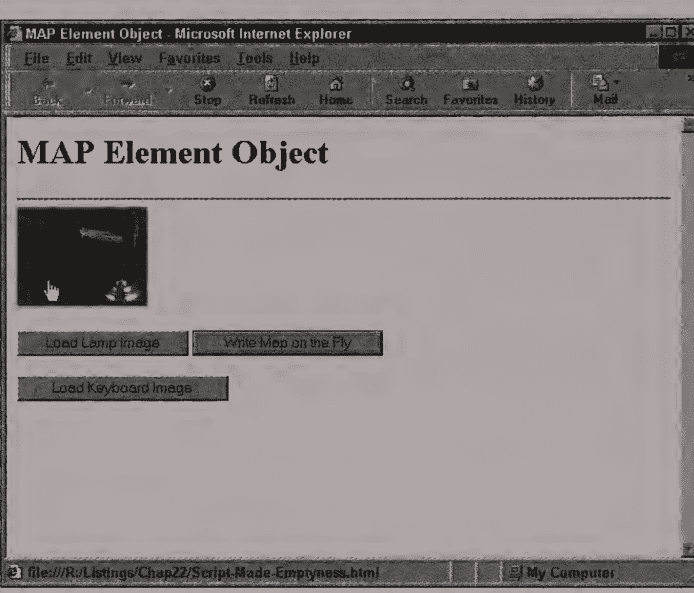 MAP Element Object - Microsoft Internet Explorer
File Edit View Favorites Tools Help
Back Forward Stop Refresh Home Search Favorites History Mail
MAP Element Object
Load Lamp Image Write Map on the Fly
Load Keyboard Image
file:///R:/Listings/Chap22/Script-Made-Emptyness.html My Computer